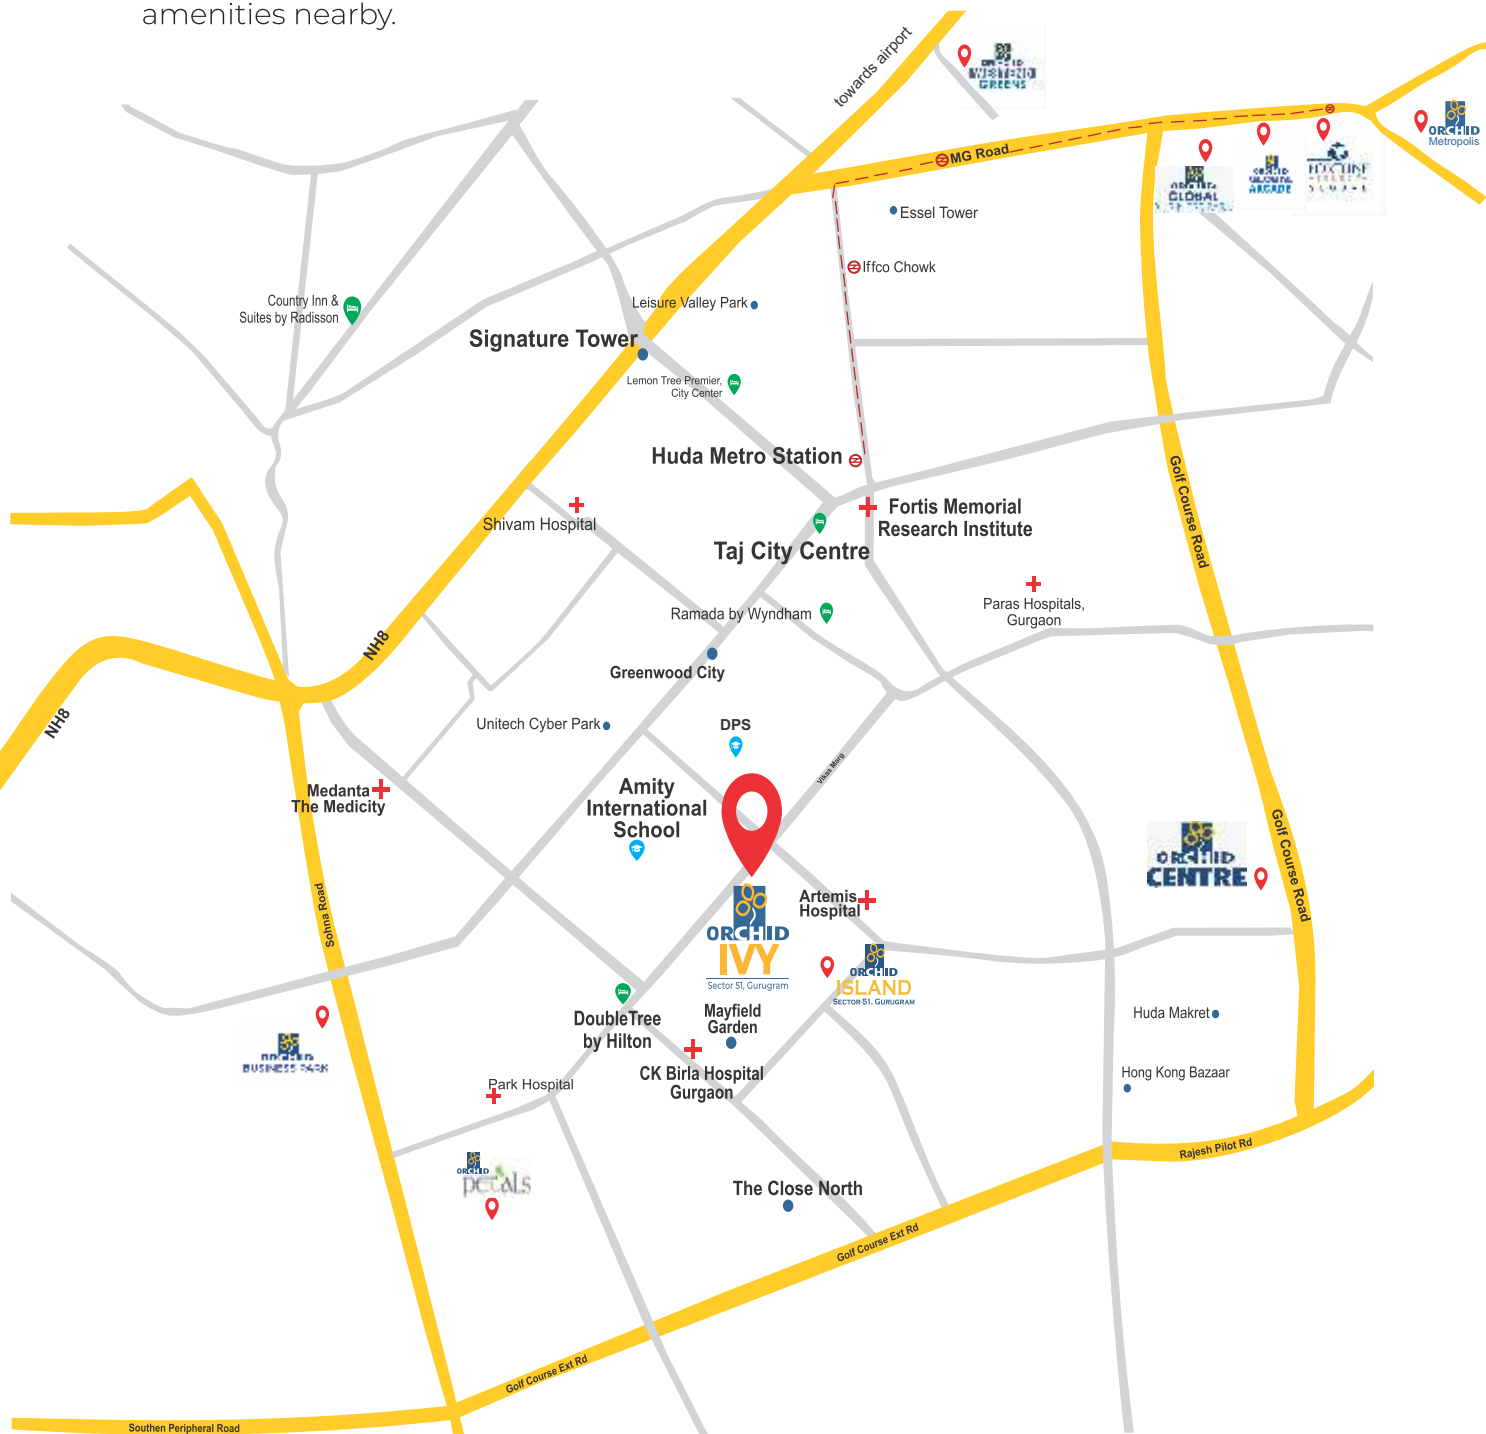 amenities nearby.
towards airport
ORCHID
WESTEND
GREENS
MG Road
ORCHID
Metropolis
GLOBAL
ORCHID
GLOBAL
ARCADE
Essel Tower
Iffco Chowk
Country Inn &
Suites by Radisson
Leisure Valley Park
Signature Tower
Lemon Tree Premier,
City Center
Huda Metro Station
Golf Course Road
Shivam Hospital
Fortis Memorial
Research Institute
Taj City Centre
Paras Hospitals,
Gurgaon
Ramada by Wyndham
NH8
Greenwood City
NH8
Unitech Cyber Park
DPS
Vikas Marg
Medanta
The Medicity
Amity
International
School
ORCHID
CENTRE
Golf Course Road
Sohna Road
Artemis
Hospital
ORCHID
IVY
Sector 51, Gurugram
ORCHID
ISLAND
SECTOR-51, GURUGRAM
Mayfield
Garden
DoubleTree
by Hilton
Huda Makret
ORCHID
BUSINESS PARK
CK Birla Hospital
Gurgaon
Hong Kong Bazaar
Park Hospital
Rajesh Pilot Rd
ORCHID
PETALS
The Close North
Golf Course Ext Rd
Golf Course Ext Rd
Southen Peripheral Road